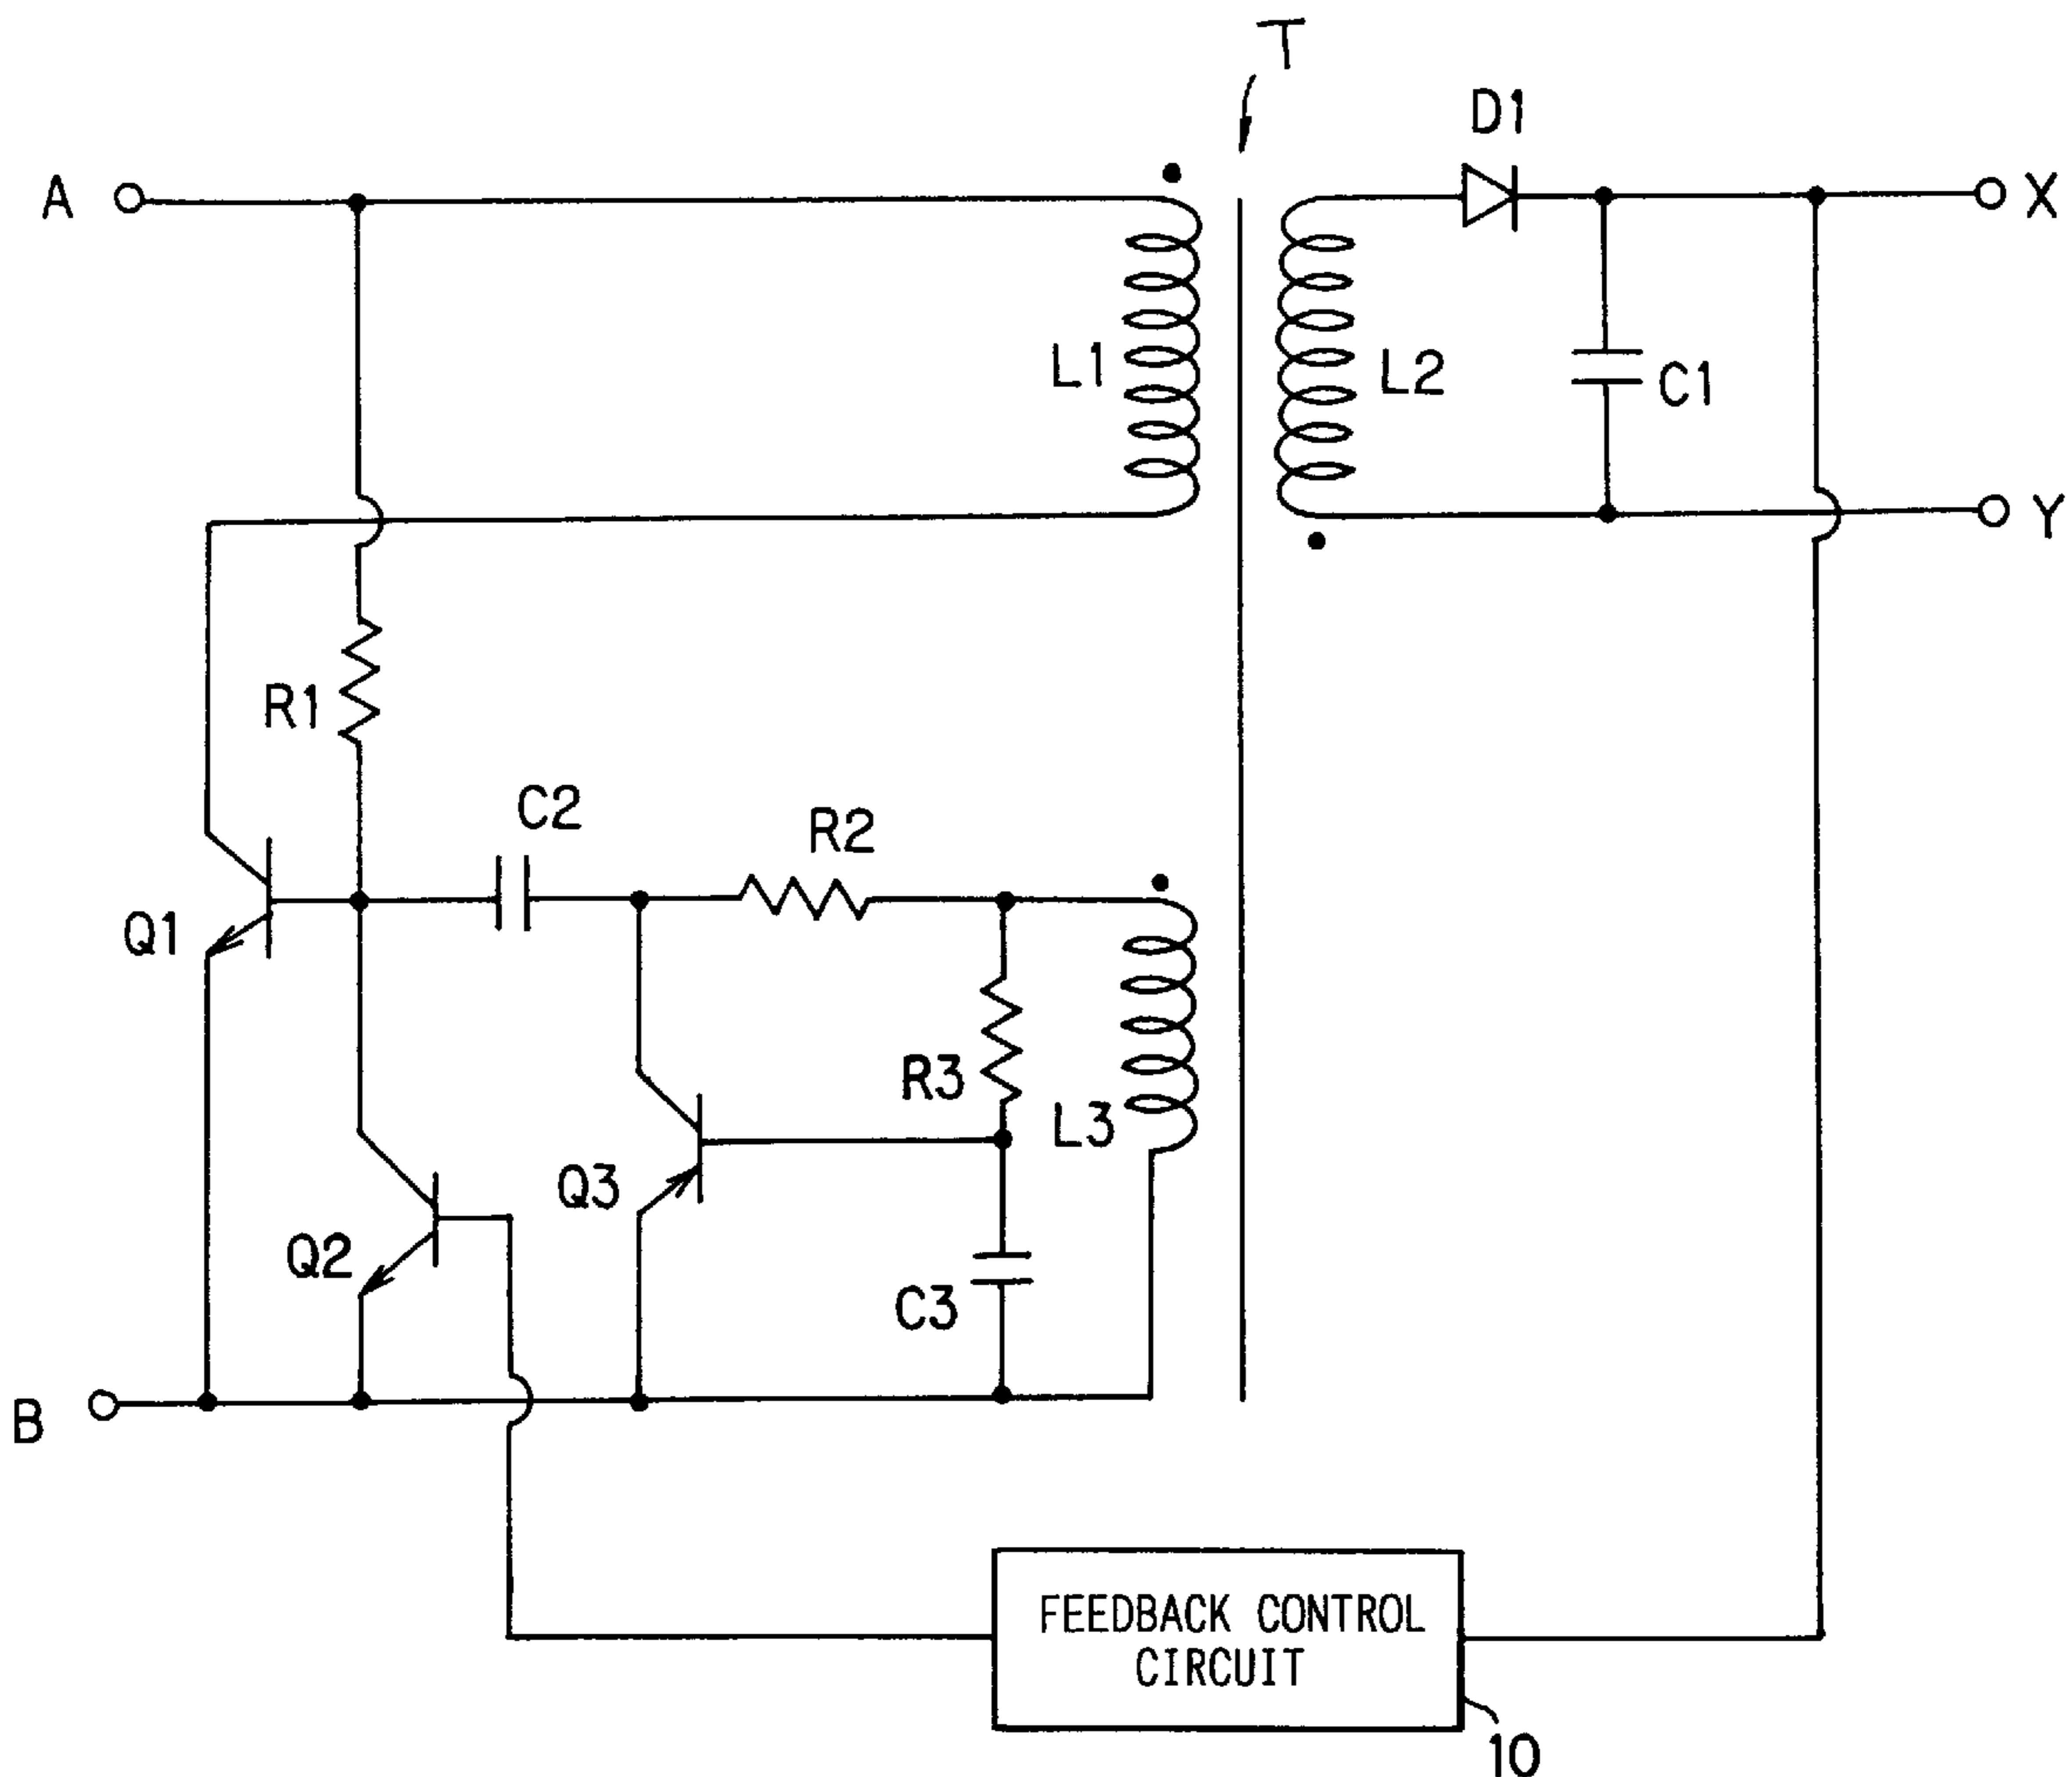 T
D1
A
X
L1
L2
C1
Y
R1
C2
R2
Q1
R3
L3
Q3
Q2
C3
B
FEEDBACK CONTROL
CIRCUIT
10